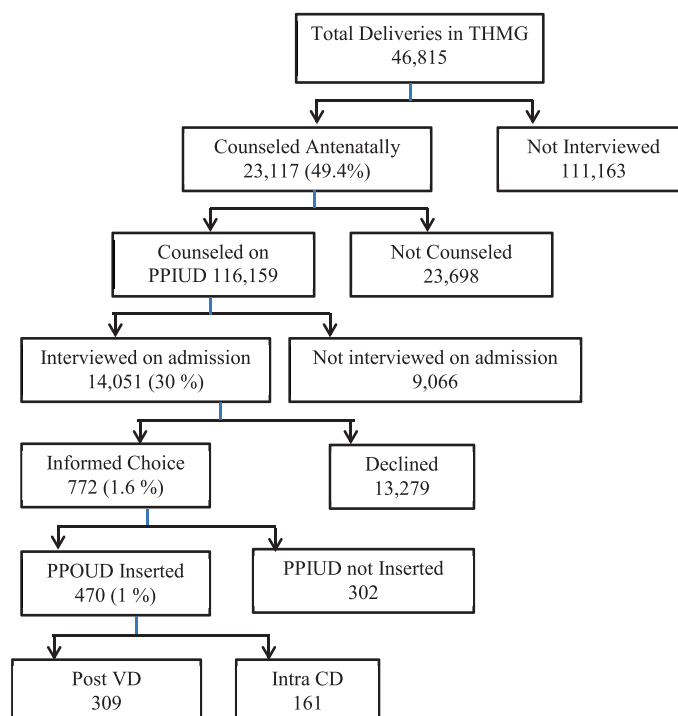 Total Deliveries in THMG
46,815
Counseled Antenatally
23,117 (49.4%)
Not Interviewed
111,163
Counseled on
PPIUD 116,159
Not Counseled
23,698
Interviewed on admission
14,051 (30 %)
Not interviewed on admission
9,066
Informed Choice
772 (1.6 %)
Declined
13,279
PPOUD Inserted
470 (1 %)
PPIUD not Inserted
302
Post VD
309
Intra CD
161